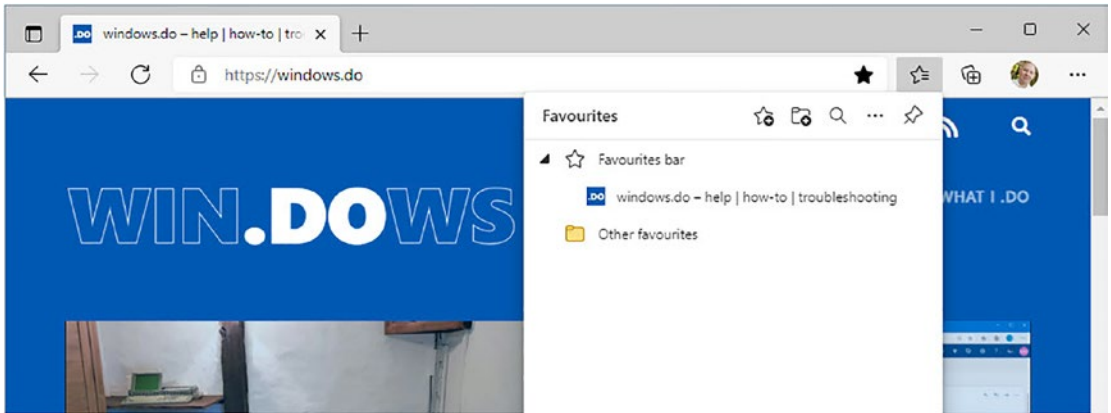 .DO windows.do – help | how-to | tro
https://windows.do
Favourites
Favourites bar
WHAT I .DO
.DO windows.do – help | how-to | troubleshooting
WIN.DOWS
Other favourites